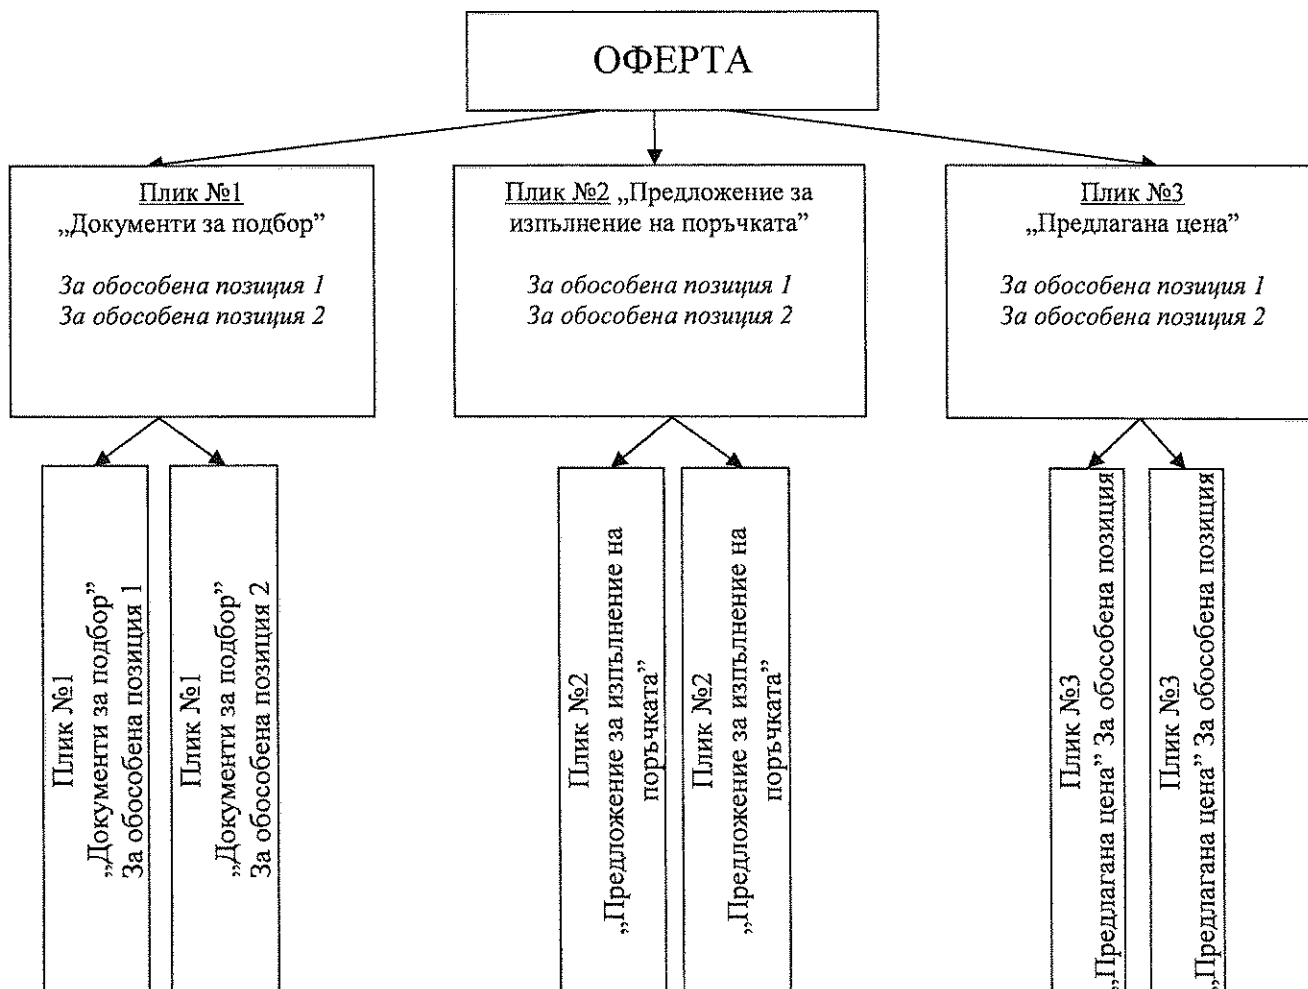 ОФЕРТА
Плик №1
„Документи за подбор”
За обособена позиция 1
За обособена позиция 2
Плик №2 „Предложение за
изпълнение на поръчката”
За обособена позиция 1
За обособена позиция 2
Плик №3
„Предлагана цена”
За обособена позиция 1
За обособена позиция 2
Плик №1
„Документи за подбор”
За обособена позиция 1
Плик №1
„Документи за подбор”
За обособена позиция 2
Плик №2
„Предложение за изпълнение на
поръчката”
Плик №2
„Предложение за изпълнение на
поръчката”
Плик №3
„Предлагана цена” За обособена позиция
Плик №3
„Предлагана цена” За обособена позиция